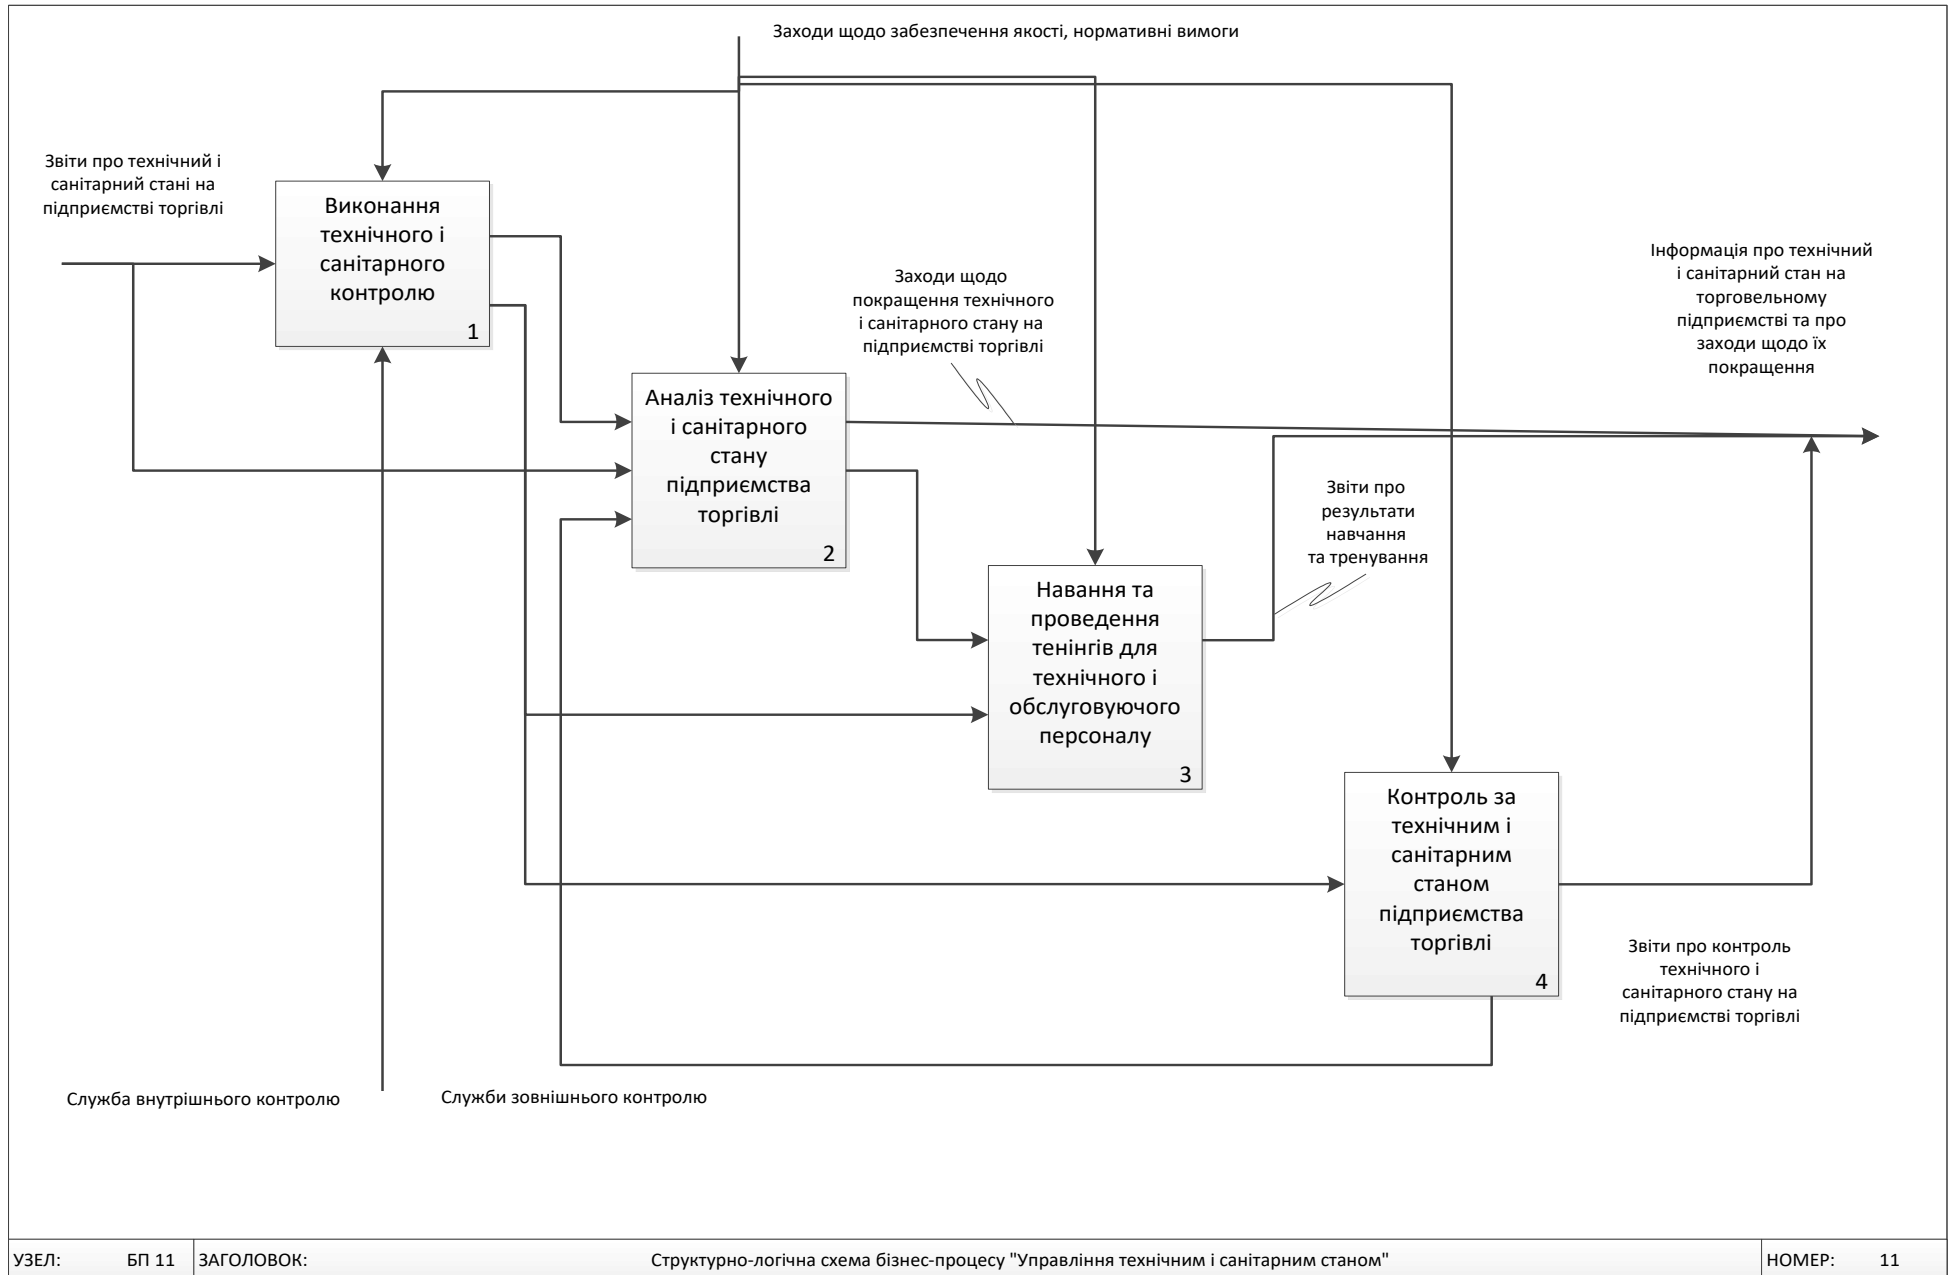 Заходи щодо забезпечення якості, нормативні вимоги
Звіти про технічний і
санітарний стані на
підприємстві торгівлі
Виконання
технічного і
санітарного
контролю
1
Заходи щодо
покращення технічного
і санітарного стану на
підприємстві торгівлі
Інформація про технічний
і санітарний стан на
торговельному
підприємстві та про
заходи щодо їх
покращення
Аналіз технічного
і санітарного
стану
підприємства
торгівлі
2
Звіти про
результати
навчання
та тренування
Навання та
проведення
тенінгів для
технічного і
обслуговуючого
персоналу
3
Контроль за
технічним і
санітарним
станом
підприємства
торгівлі
4
Звіти про контроль
технічного і
санітарного стану на
підприємстві торгівлі
Служба внутрішнього контролю
Служби зовнішнього контролю
УЗЕЛ: БП 11 ЗАГОЛОВОК: Структурно-логічна схема бізнес-процесу "Управління технічним і санітарним станом" НОМЕР: 11